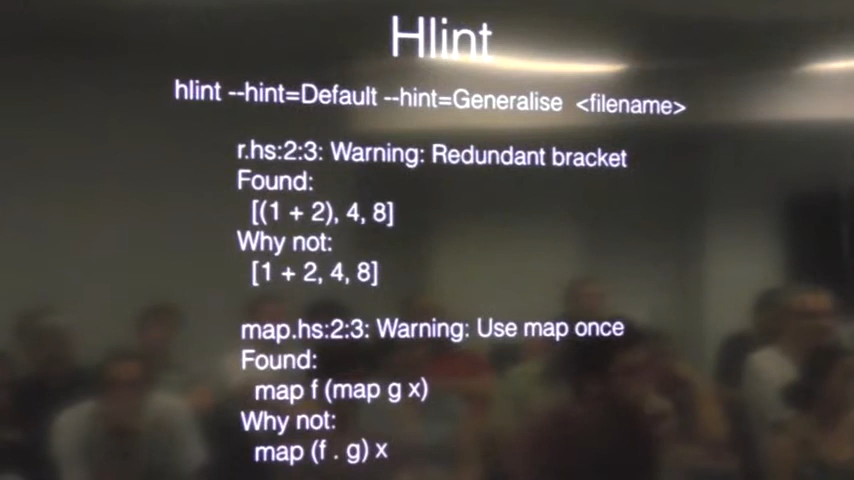 Hlint
hlint --hint=Default --hint=Generalise <filename>
r.hs:2:3: Warning: Redundant bracket
Found:
[(1 + 2), 4, 8]
Why not:
[1 + 2, 4, 8]
map.hs:2:3: Warning: Use map once
Found:
map f (map g x)
Why not:
map (f . g) x